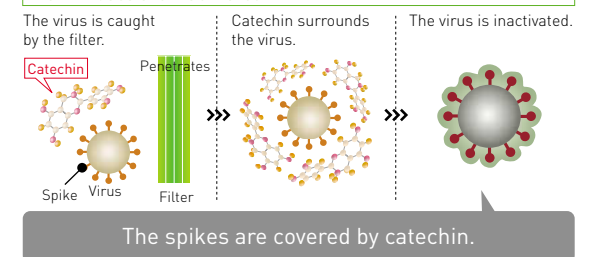 The virus is caught
by the filter.
Catechin
Penetrates
Spike
Virus
Filter
Catechin surrounds
the virus.
The virus is inactivated.
The spikes are covered by catechin.